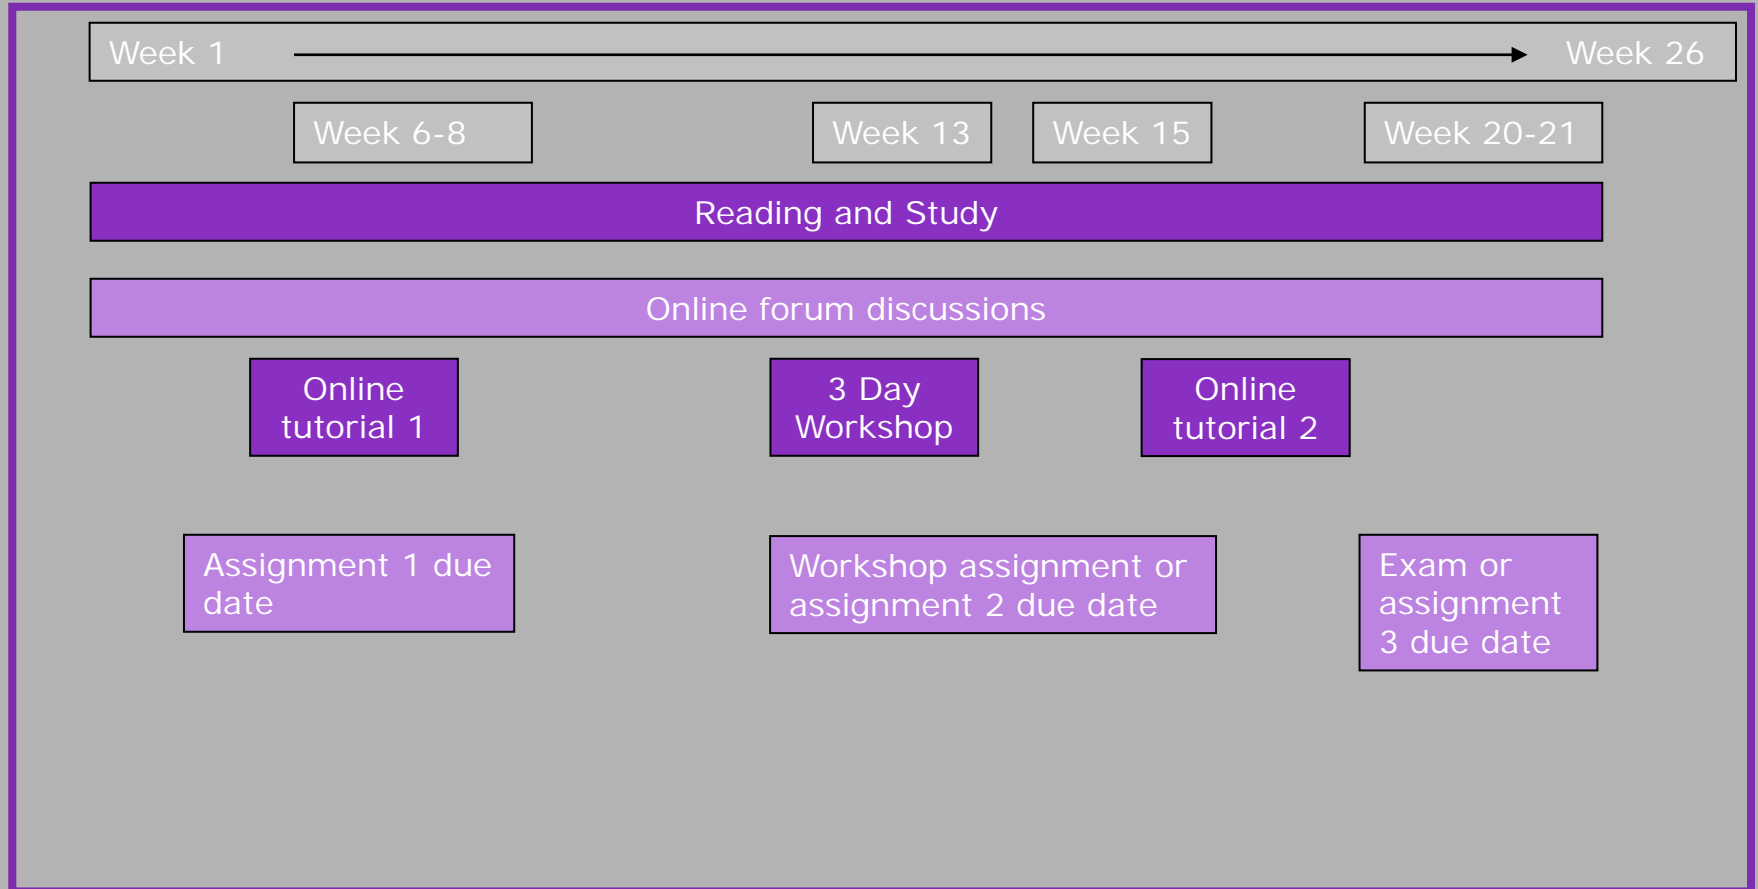 Week 1
Week 26
Week 6-8
Week 13
Week 15
Week 20-21
Reading and Study
Online forum discussions
Online
tutorial 1
3 Day
Workshop
Online
tutorial 2
Assignment 1 due
date
Workshop assignment or
assignment 2 due date
Exam or
assignment
3 due date